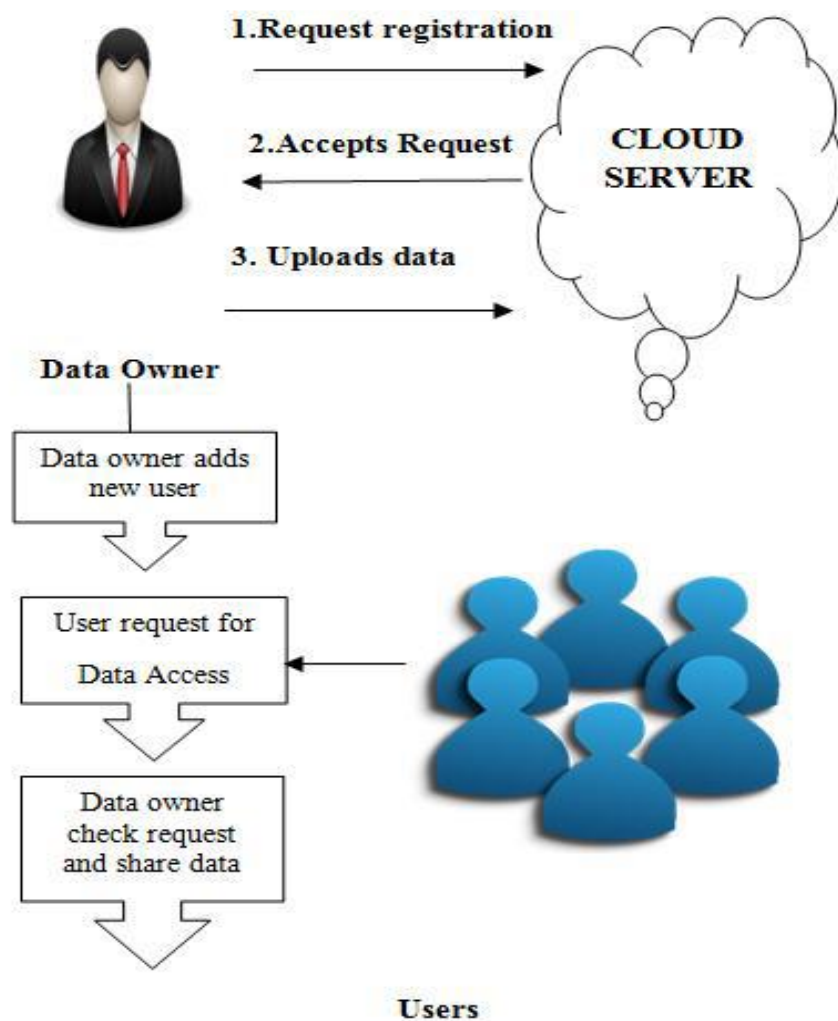 1.Request registration
CLOUD
SERVER
2.Accepts Request
3. Uploads data
Data Owner
Data owner adds
new user
User request for
Data Access
Data owner
check request
and share data
Users